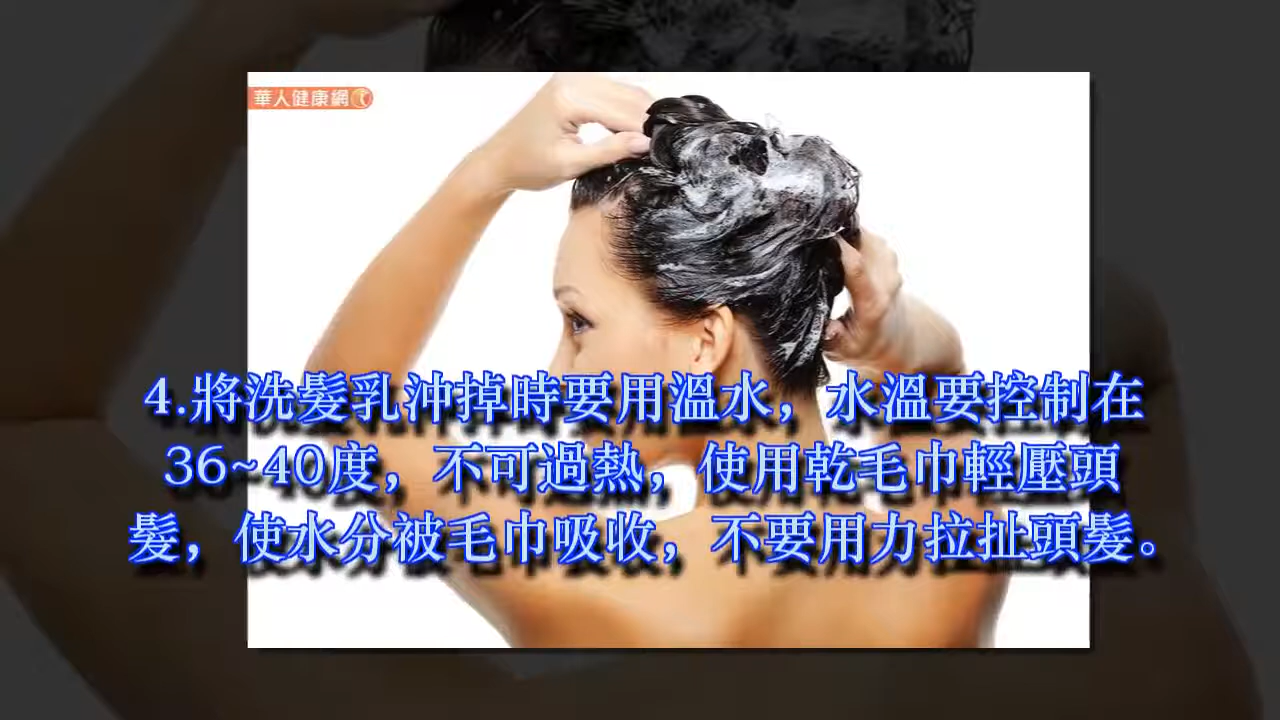 華人健康網
4.將洗髮乳沖掉時要用溫水，水溫要控制在
36~40度，不可過熱，使用乾毛巾輕壓頭
髮，使水分被毛巾吸收，不要用力拉扯頭髮。